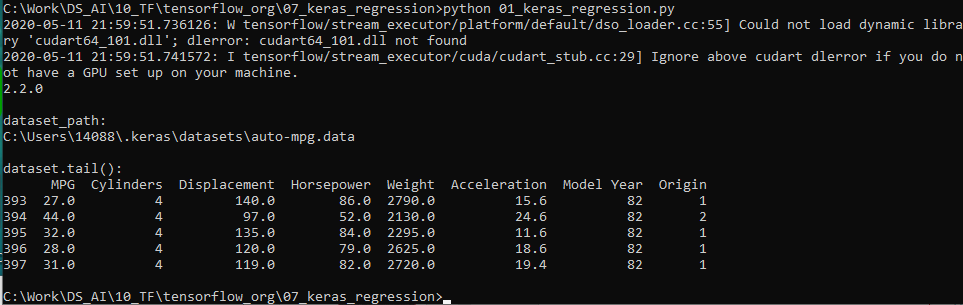 C:\Work\DS_AI\10_TF\tensorflow_org\07_keras_regression>python 01_keras_regression.py
2020-05-11 21:59:51.736126: W tensorflow/stream_executor/platform/default/dso_loader.cc:55] Could not load dynamic libra
ry 'cudart64_101.dll'; dlerror: cudart64_101.dll not found
2020-05-11 21:59:51.741572: I tensorflow/stream_executor/cuda/cudart_stub.cc:29] Ignore above cudart dlerror if you do n
ot have a GPU set up on your machine.
2.2.0
dataset_path:
C:\Users\14088\.keras\datasets\auto-mpg.data
dataset.tail():
MPG  Cylinders  Displacement  Horsepower  Weight  Acceleration  Model Year  Origin
393  27.0          4         140.0        86.0  2790.0          15.6          82       1
394  44.0          4          97.0        52.0  2130.0          24.6          82       2
395  32.0          4         135.0        84.0  2295.0          11.6          82       1
396  28.0          4         120.0        79.0  2625.0          18.6          82       1
397  31.0          4         119.0        82.0  2720.0          19.4          82       1
C:\Work\DS_AI\10_TF\tensorflow_org\07_keras_regression>